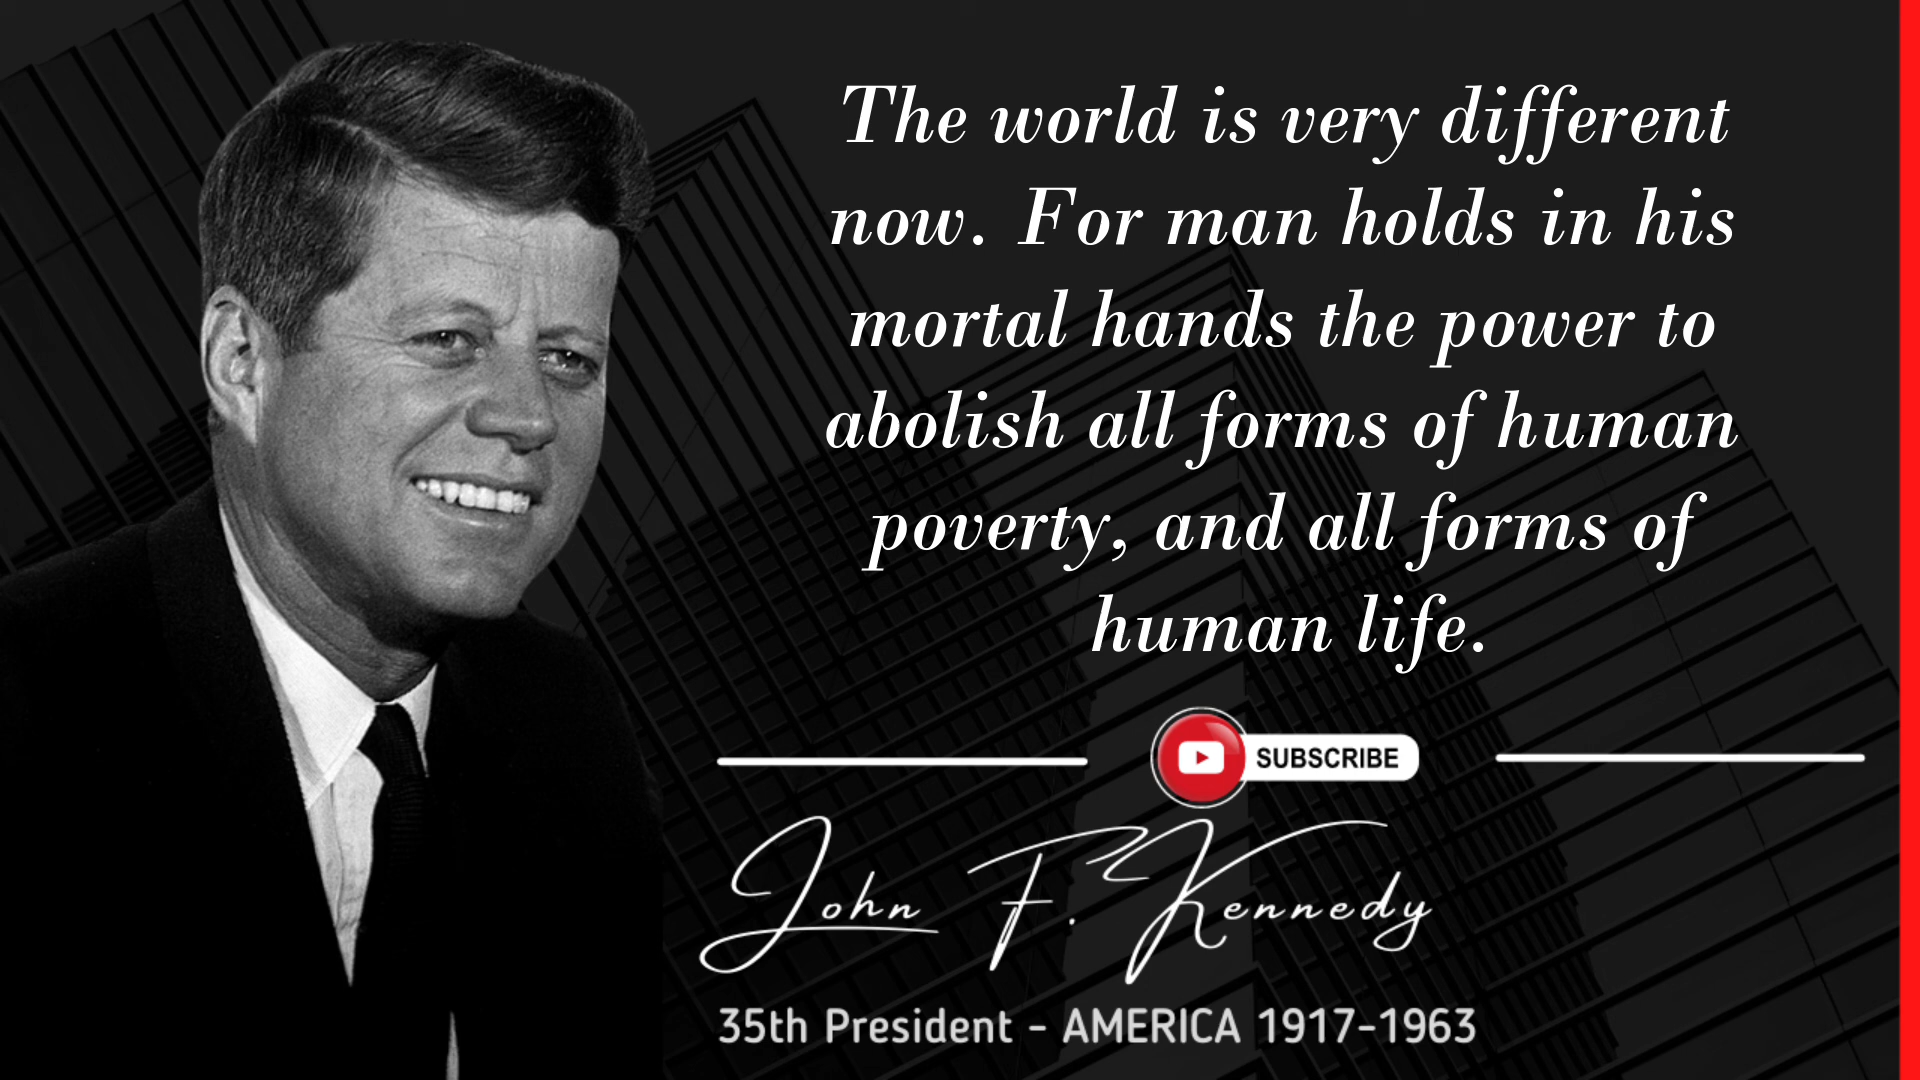 The world is very different
now. For man holds in his
mortal hands the power to
abolish all forms of human
poverty, and all forms of
human life.
SUBSCRIBE
John F. Kennedy
35th President - AMERICA 1917-1963